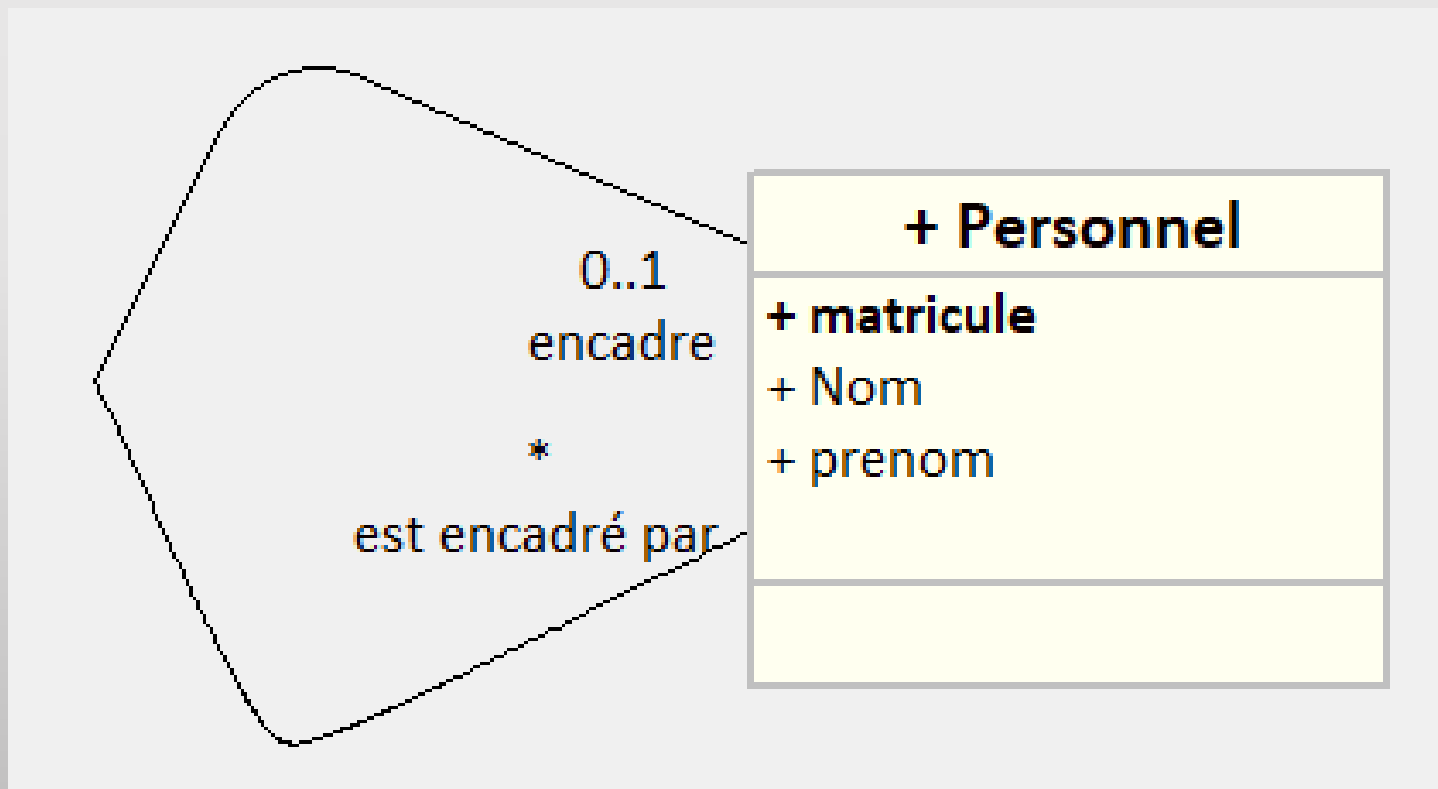 + Personnel
0..1
encadre
*
est encadré par
+ matricule
+ Nom
+ prenom